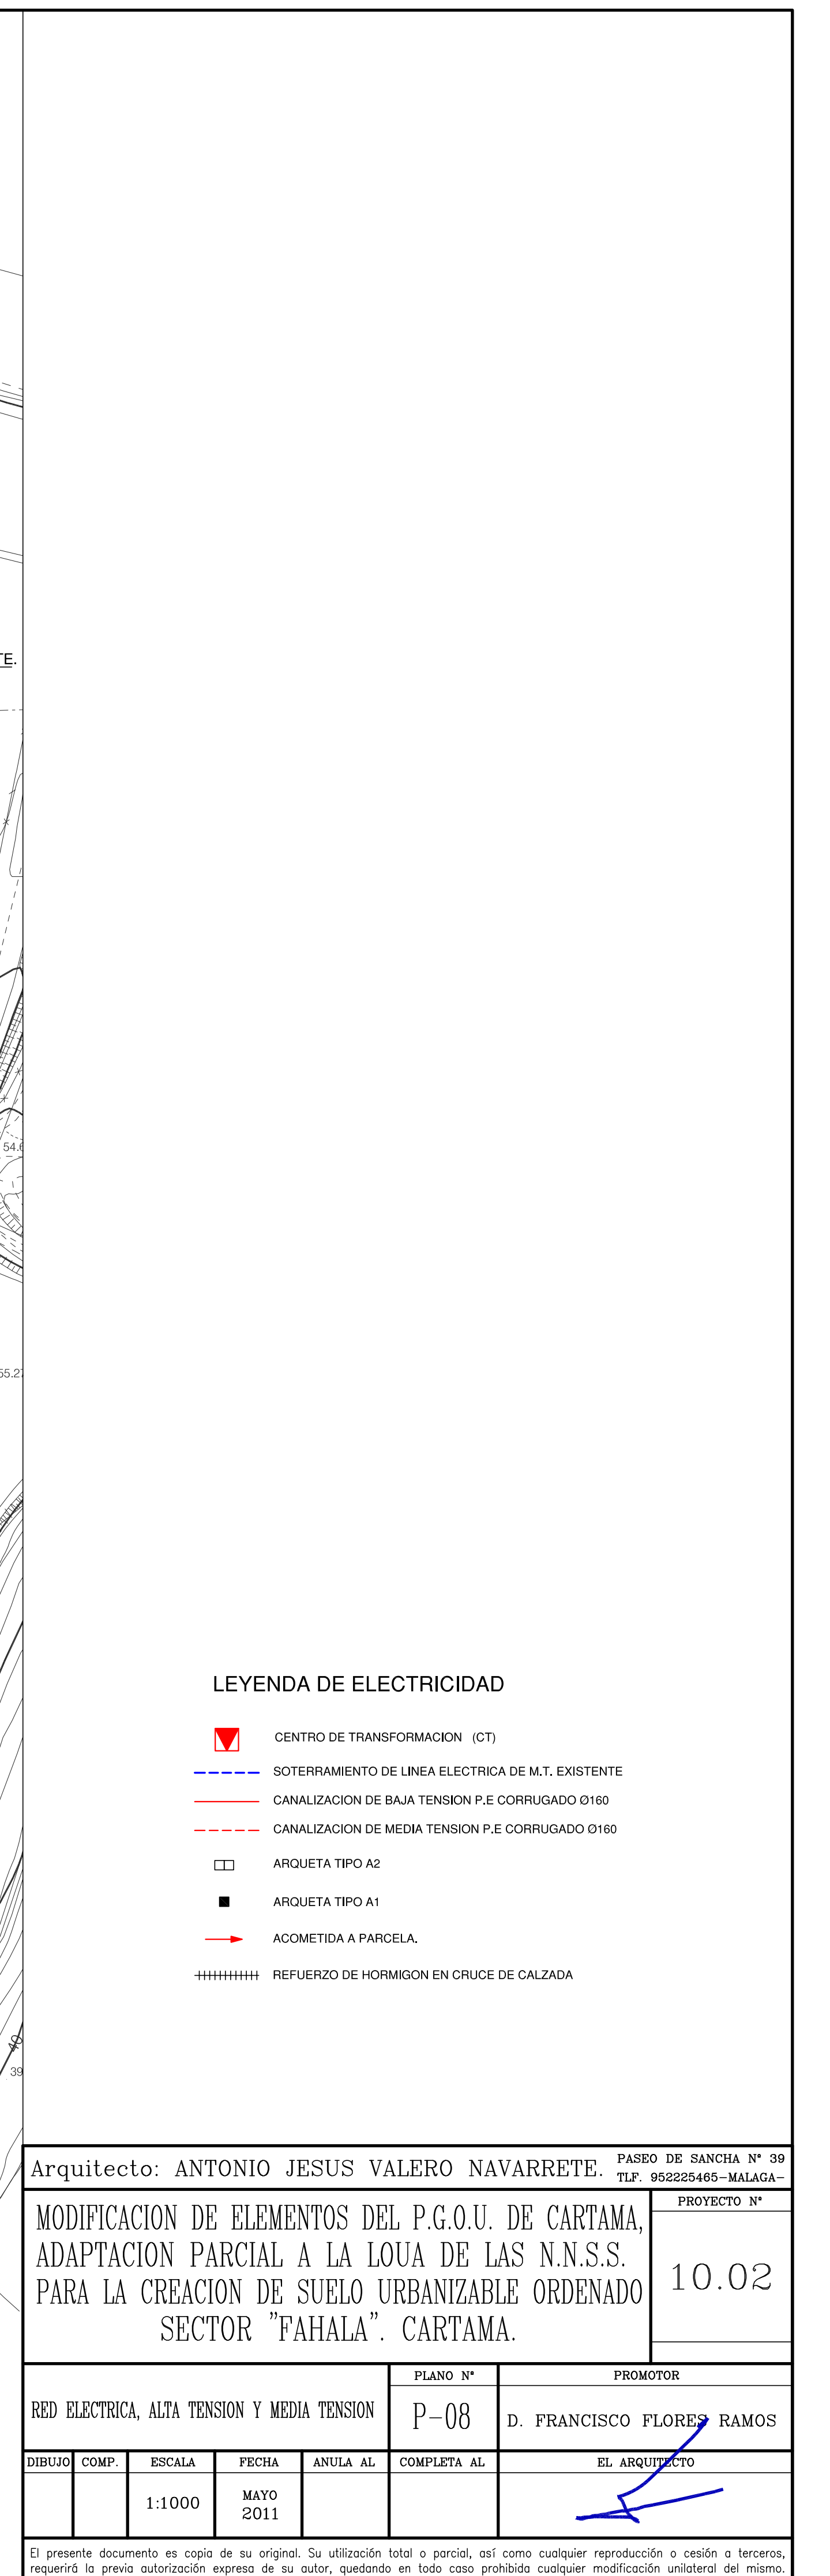 TE.
54.6
55.27
40
39
LEYENDA DE ELECTRICIDAD
CENTRO DE TRANSFORMACION (CT)
SOTERRAMIENTO DE LINEA ELECTRICA DE M.T. EXISTENTE
CANALIZACION DE BAJA TENSION P.E CORRUGADO Ø160
CANALIZACION DE MEDIA TENSION P.E CORRUGADO Ø160
ARQUETA TIPO A2
ARQUETA TIPO A1
ACOMETIDA A PARCELA.
REFUERZO DE HORMIGON EN CRUCE DE CALZADA
Arquitecto: ANTONIO JESUS VALERO NAVARRETE.
PASEO DE SANCHA N° 39
TLF. 952225465-MALAGA-
MODIFICACION DE ELEMENTOS DEL P.G.O.U. DE CARTAMA,
ADAPTACION PARCIAL A LA LOUA DE LAS N.N.S.S.
PARA LA CREACION DE SUELO URBANIZABLE ORDENADO
SECTOR "FAHALA". CARTAMA.
PROYECTO N°
10.02
RED ELECTRICA, ALTA TENSION Y MEDIA TENSION
PLANO N°
P-08
PROMOTOR
D. FRANCISCO FLORES RAMOS
DIBUJO COMP. ESCALA FECHA ANULA AL COMPLETA AL EL ARQUITECTO
1:1000
MAYO
2011
El presente documento es copia de su original. Su utilización total o parcial, así como cualquier reproducción o cesión a terceros,
requerirá la previa autorización expresa de su autor, quedando en todo caso prohibida cualquier modificación unilateral del mismo.